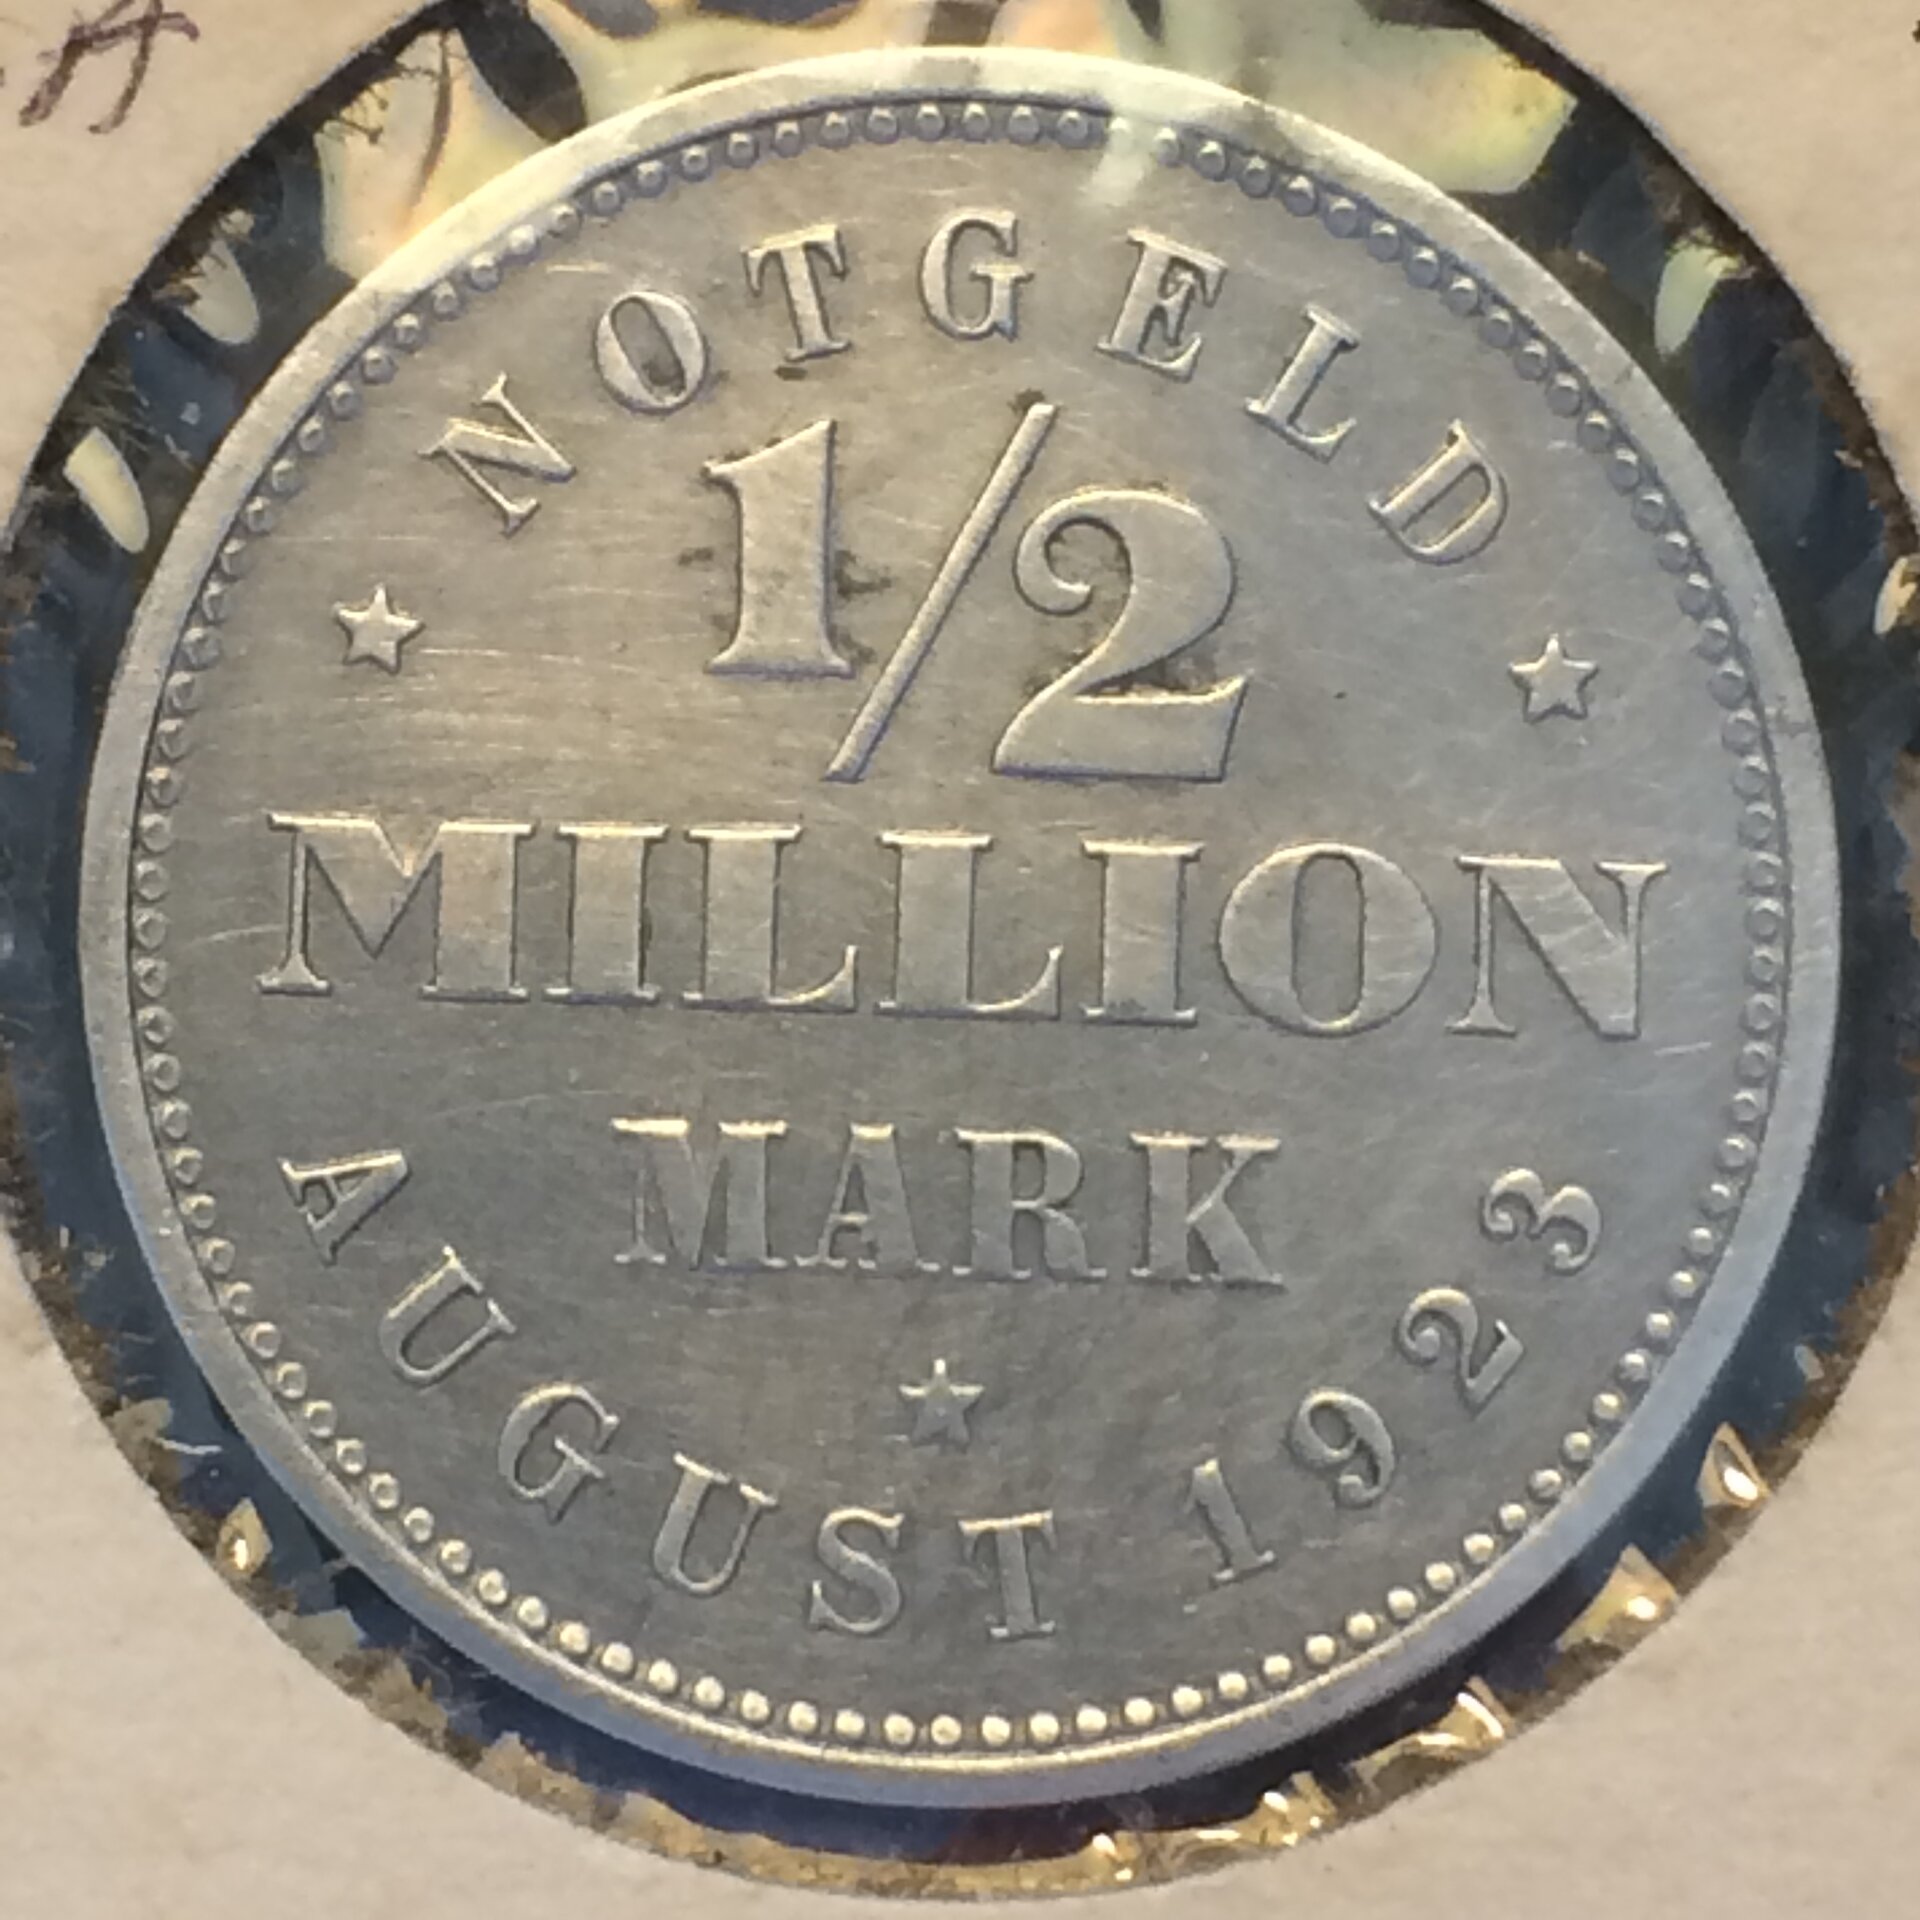 NOTGELD
1/2
MILLION
MARK
AUGUST 1923